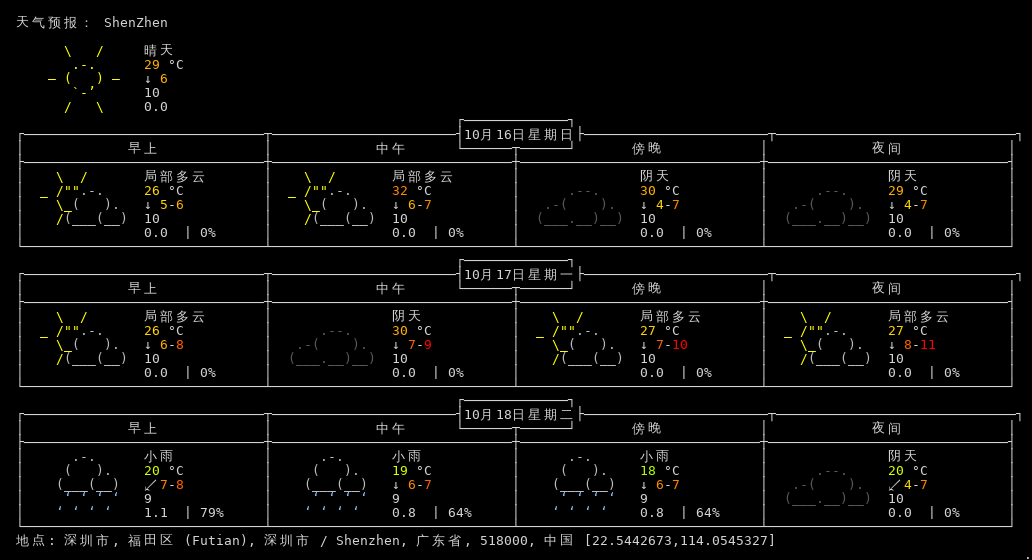 天气预报： ShenZhen
晴天
29 °C
↓ 6
10
0.0
10月16日星期日
早上 中午 傍晚 夜间
局部多云 局部多云 阴天 阴天
26 °C 32 °C 30 °C 29 °C
↓ 5-6 ↓ 6-7 ↓ 4-7 ↓ 4-7
10 10 10 10
0.0 | 0% 0.0 | 0% 0.0 | 0% 0.0 | 0%
10月17日星期一
早上 中午 傍晚 夜间
局部多云 阴天 局部多云 局部多云
26 °C 30 °C 27 °C 27 °C
↓ 6-8 ↓ 7-9 ↓ 7-10 ↓ 8-11
10 10 10 10
0.0 | 0% 0.0 | 0% 0.0 | 0% 0.0 | 0%
10月18日星期二
早上 中午 傍晚 夜间
小雨 小雨 小雨 阴天
20 °C 19 °C 18 °C 20 °C
↙ 7-8 ↓ 6-7 ↓ 6-7 ↙ 4-7
9 9 9 10
1.1 | 79% 0.8 | 64% 0.8 | 64% 0.0 | 0%
地点: 深圳市, 福田区 (Futian), 深圳市 / Shenzhen, 广东省, 518000, 中国 [22.5442673,114.0545327]